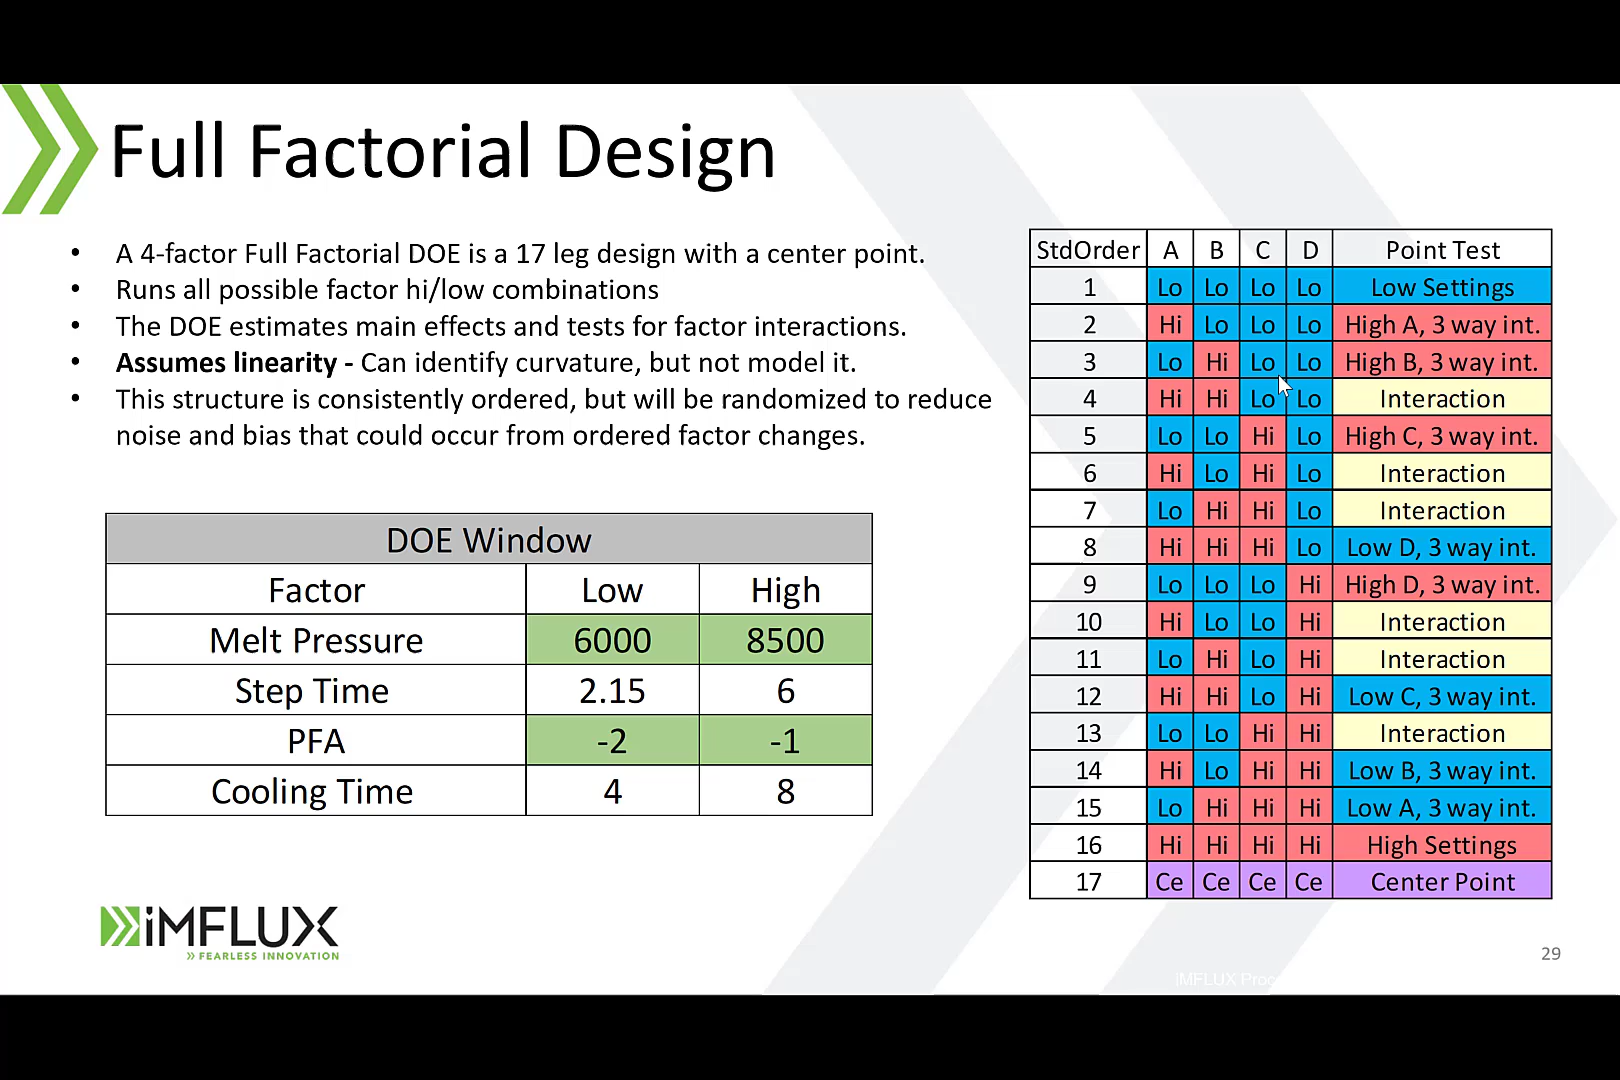 Full Factorial Design
• A 4-factor Full Factorial DOE is a 17 leg design with a center point.
• Runs all possible factor hi/low combinations
• The DOE estimates main effects and tests for factor interactions.
• Assumes linearity - Can identify curvature, but not model it.
• This structure is consistently ordered, but will be randomized to reduce
noise and bias that could occur from ordered factor changes.
DOE Window
Factor Low High
Melt Pressure 6000 8500
Step Time 2.15 6
PFA -2 -1
Cooling Time 4 8
StdOrder A B C D Point Test
1 Lo Lo Lo Lo Low Settings
2 Hi Lo Lo Lo High A, 3 way int.
3 Lo Hi Lo Lo High B, 3 way int.
4 Hi Hi Lo Lo Interaction
5 Lo Lo Hi Lo High C, 3 way int.
6 Hi Lo Hi Lo Interaction
7 Lo Hi Hi Lo Interaction
8 Hi Hi Hi Lo Low D, 3 way int.
9 Lo Lo Lo Hi High D, 3 way int.
10 Hi Lo Lo Hi Interaction
11 Lo Hi Lo Hi Interaction
12 Hi Hi Lo Hi Low C, 3 way int.
13 Lo Lo Hi Hi Interaction
14 Hi Lo Hi Hi Low B, 3 way int.
15 Lo Hi Hi Hi Low A, 3 way int.
16 Hi Hi Hi Hi High Settings
17 Ce Ce Ce Ce Center Point
iMFLUX
FEARLESS INNOVATION
29
iMFLUX